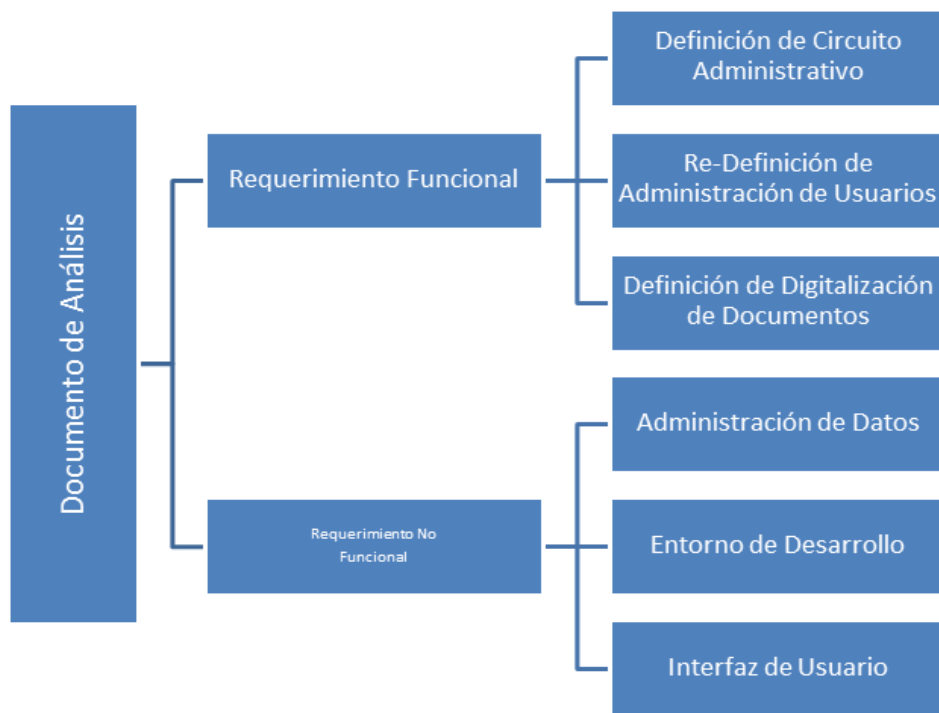 Documento de Análisis
Requerimiento Funcional
Definición de Circuito
Administrativo
Re-Definición de
Administración de Usuarios
Definición de Digitalización
de Documentos
Requerimiento No
Funcional
Administración de Datos
Entorno de Desarrollo
Interfaz de Usuario